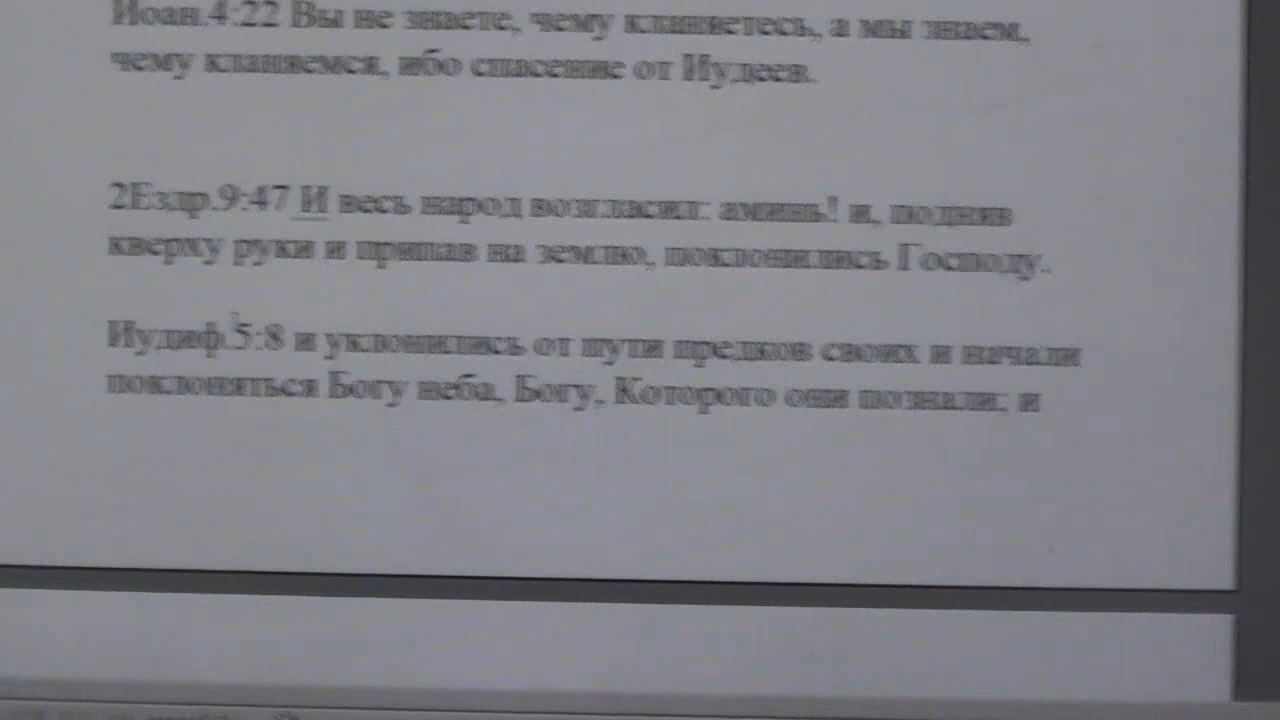 Иоан.4:22 Вы не знаете, чему кланяетесь, а мы знаем,
чему кланяемся, ибо спасение от Иудеев.
2Ездр.9:47 И весь народ возгласил: аминь! и, подняв
кверху руки и припав на землю, поклонились Господу.
Иудиф.5:8 и уклонились от пути предков своих и начали
поклоняться Богу неба, Богу, Которого они познали; и